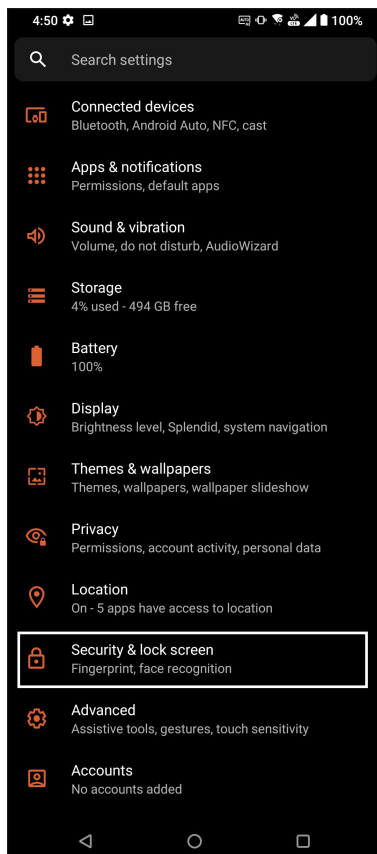 4:50
100%
Search settings
Connected devices
Bluetooth, Android Auto, NFC, cast
Apps & notifications
Permissions, default apps
Sound & vibration
Volume, do not disturb, AudioWizard
Storage
4% used - 494 GB free
Battery
100%
Display
Brightness level, Splendid, system navigation
Themes & wallpapers
Themes, wallpapers, wallpaper slideshow
Privacy
Permissions, account activity, personal data
Location
On - 5 apps have access to location
Security & lock screen
Fingerprint, face recognition
Advanced
Assistive tools, gestures, touch sensitivity
Accounts
No accounts added